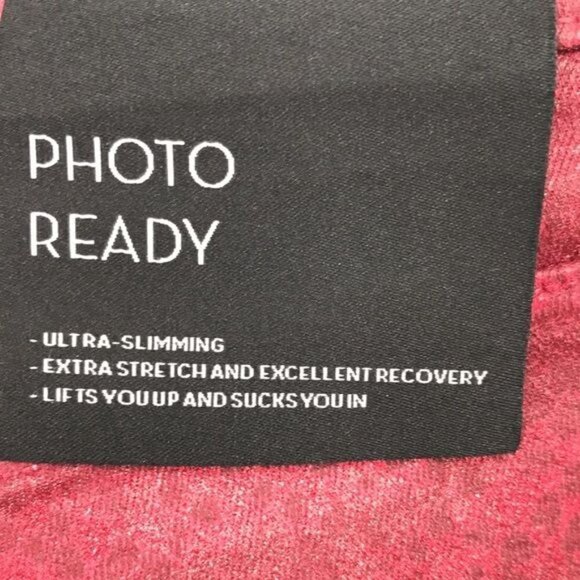 PHOTO
READY
- ULTRA-SLIMMING
- EXTRA STRETCH AND EXCELLENT RECOVERY
- LIFTS YOU UP AND SUCKS YOU IN